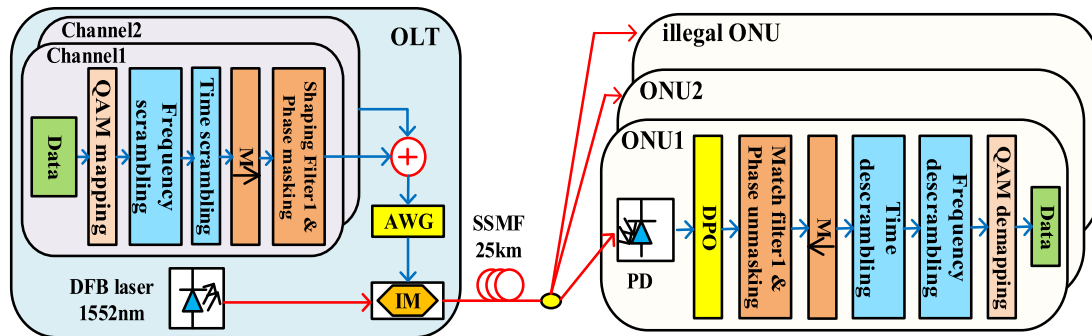 Channel2
Channel1
OLT
Data
QAM mapping
Frequency
scrambling
Time scrambling
M
Shaping Filter1 &
Phase masking
+
AWG
IM
DFB laser
1552nm
SSMF
25km
illegal ONU
ONU2
ONU1
PD
DPO
Match filter1 &
Phase unmasking
M
Time
descrambling
Frequency
descrambling
QAM demapping
Data